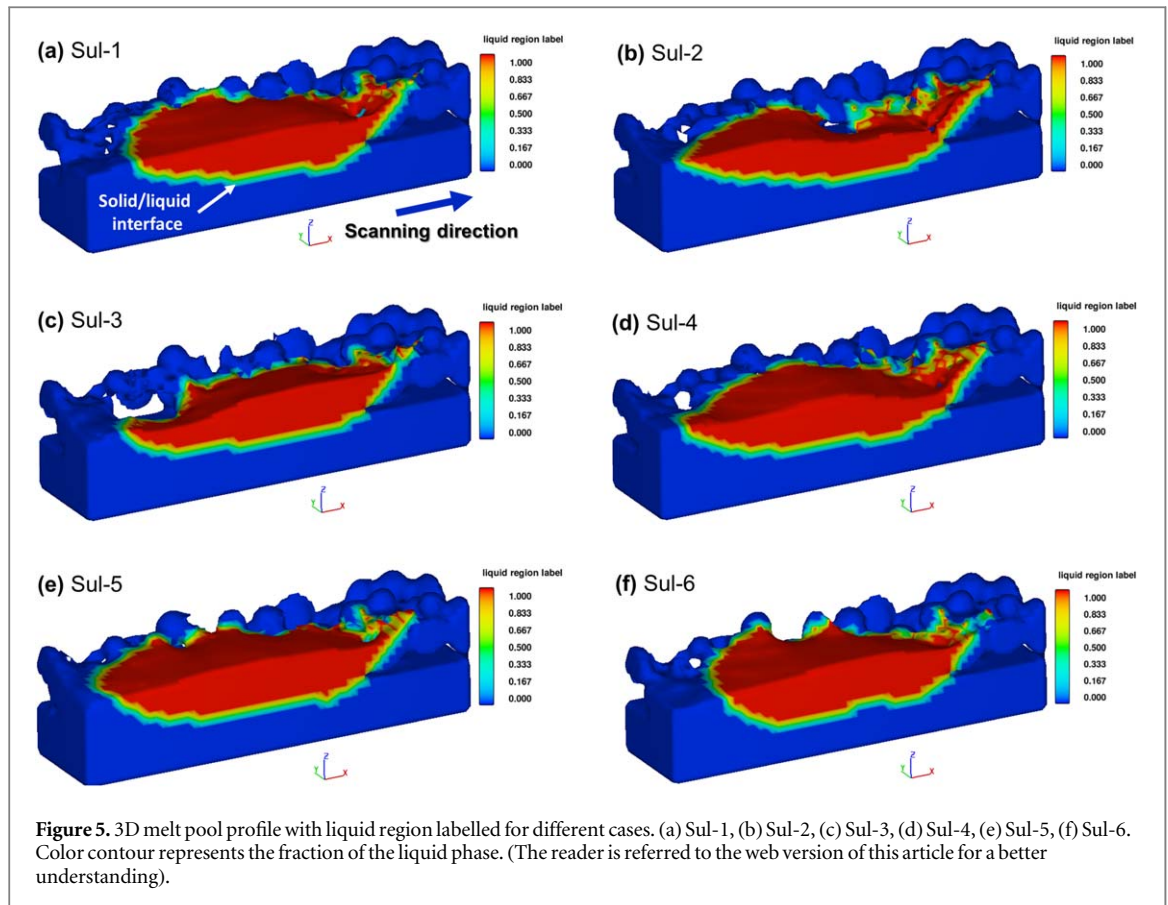 (a) Sul-1
liquid region label
1.000
0.833
0.667
0.500
0.333
0.167
0.000
Solid/liquid
interface
Scanning direction
Z
Y
X
(b) Sul-2
liquid region label
1.000
0.833
0.667
0.500
0.333
0.167
0.000
Z
Y
X
(c) Sul-3
liquid region label
1.000
0.833
0.667
0.500
0.333
0.167
0.000
Z
Y
X
(d) Sul-4
liquid region label
1.000
0.833
0.667
0.500
0.333
0.167
0.000
Z
Y
X
(e) Sul-5
liquid region label
1.000
0.833
0.667
0.500
0.333
0.167
0.000
Z
Y
X
(f) Sul-6
liquid region label
1.000
0.833
0.667
0.500
0.333
0.167
0.000
Z
Y
X
Figure 5. 3D melt pool profile with liquid region labelled for different cases. (a) Sul-1, (b) Sul-2, (c) Sul-3, (d) Sul-4, (e) Sul-5, (f) Sul-6.
Color contour represents the fraction of the liquid phase. (The reader is referred to the web version of this article for a better
understanding).